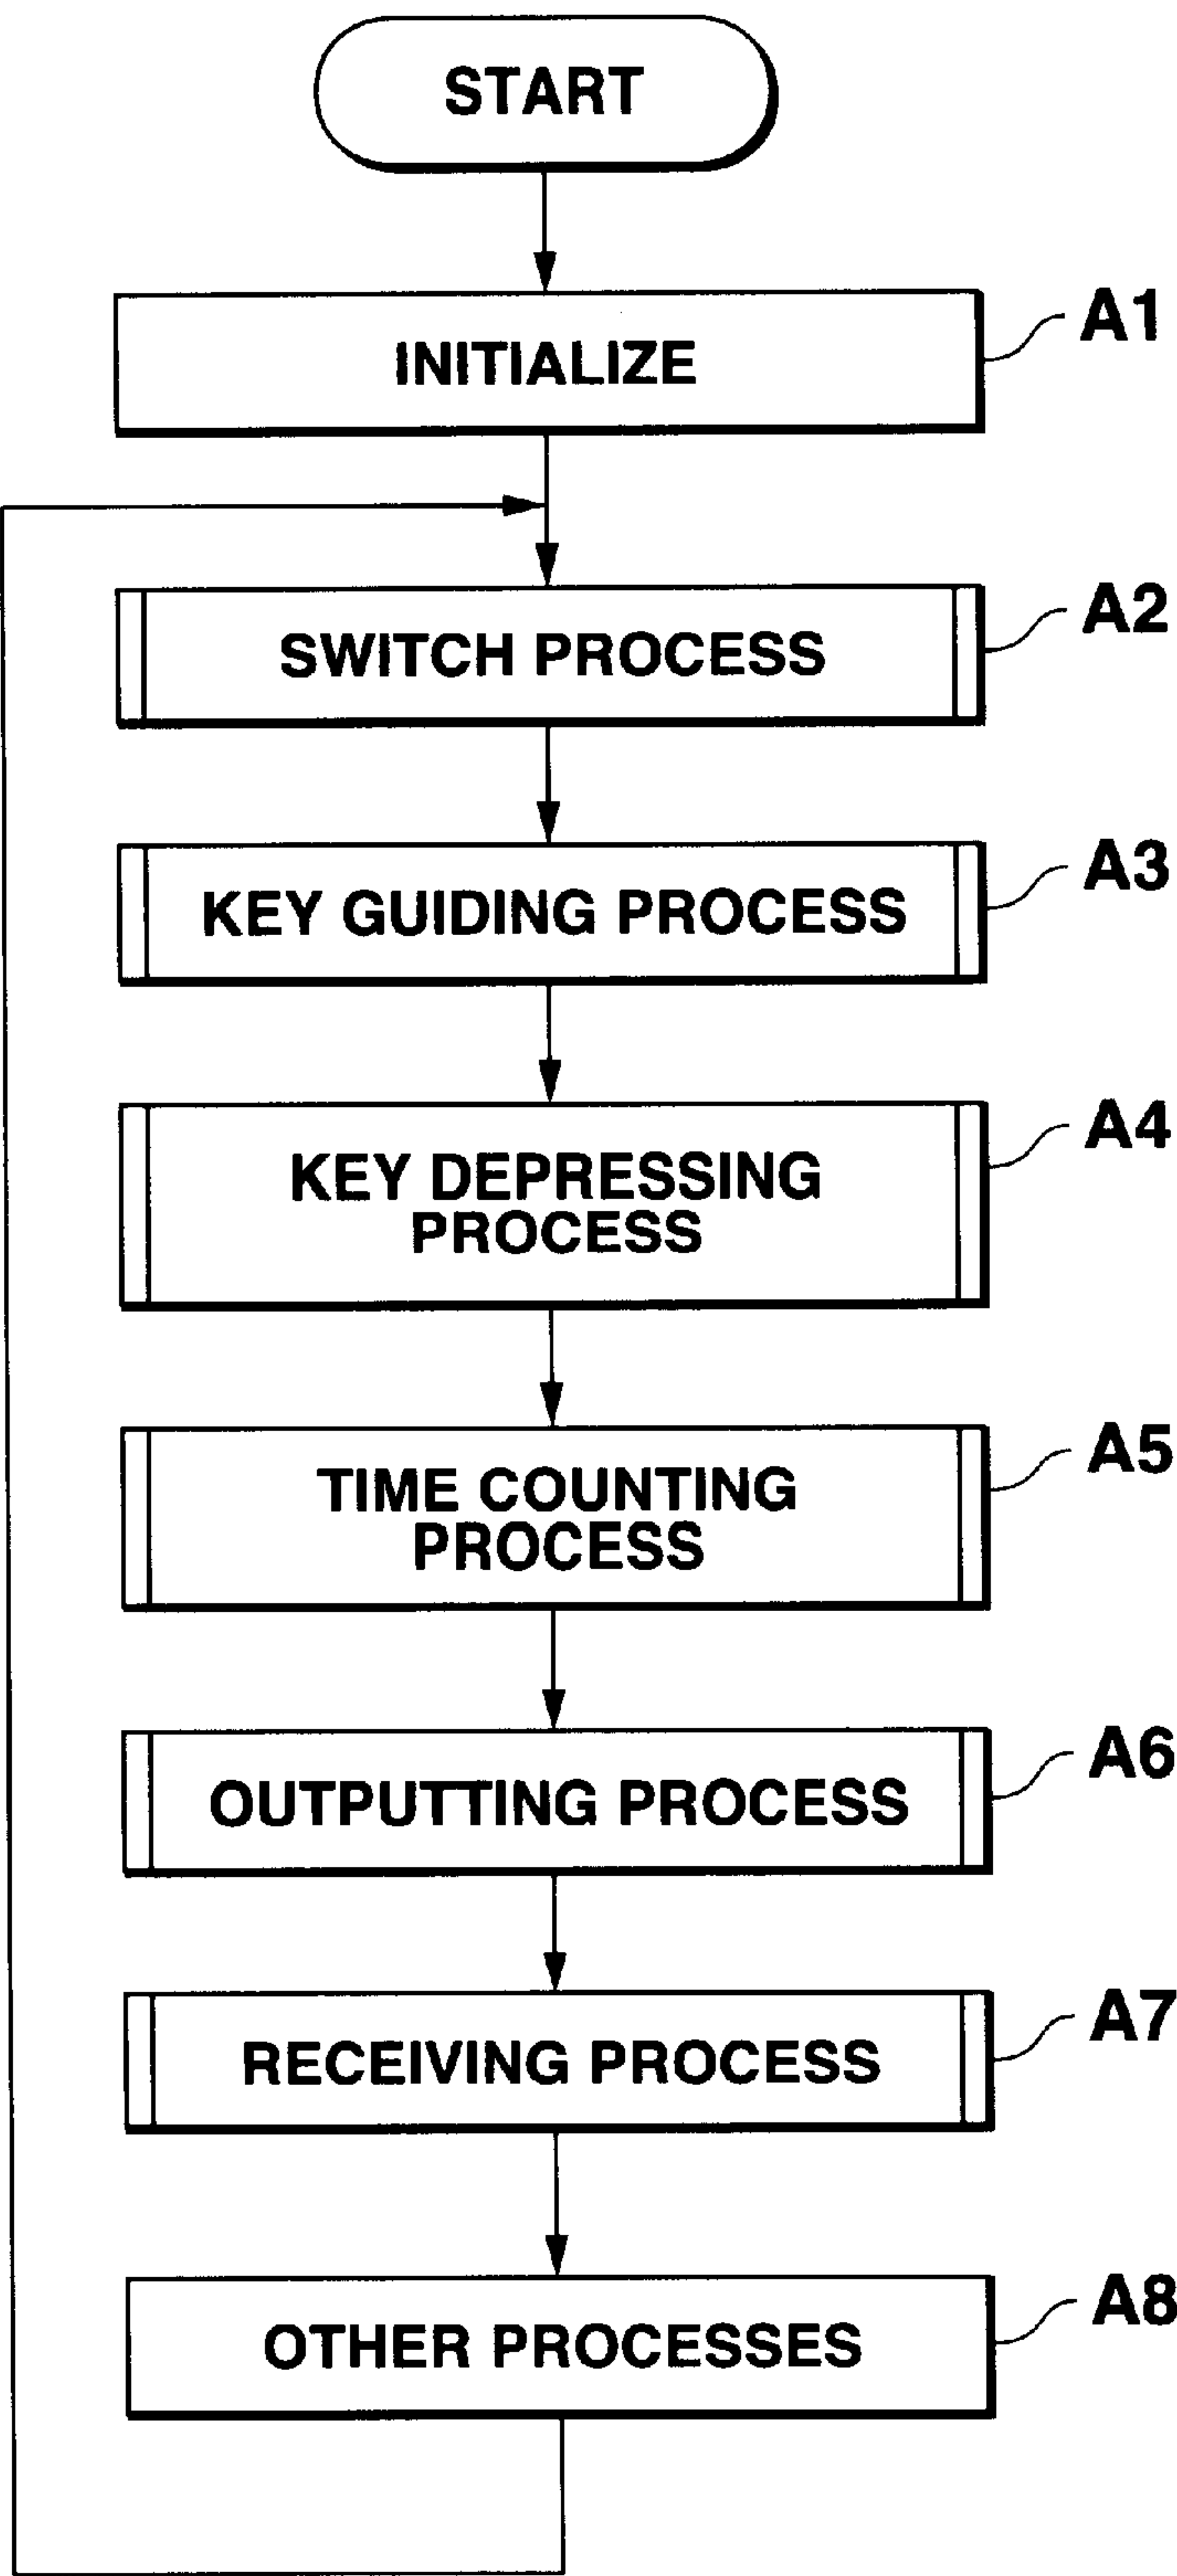 START
INITIALIZE
A1
SWITCH PROCESS
A2
KEY GUIDING PROCESS
A3
KEY DEPRESSING
PROCESS
A4
TIME COUNTING
PROCESS
A5
OUTPUTTING PROCESS
A6
RECEIVING PROCESS
A7
OTHER PROCESSES
A8